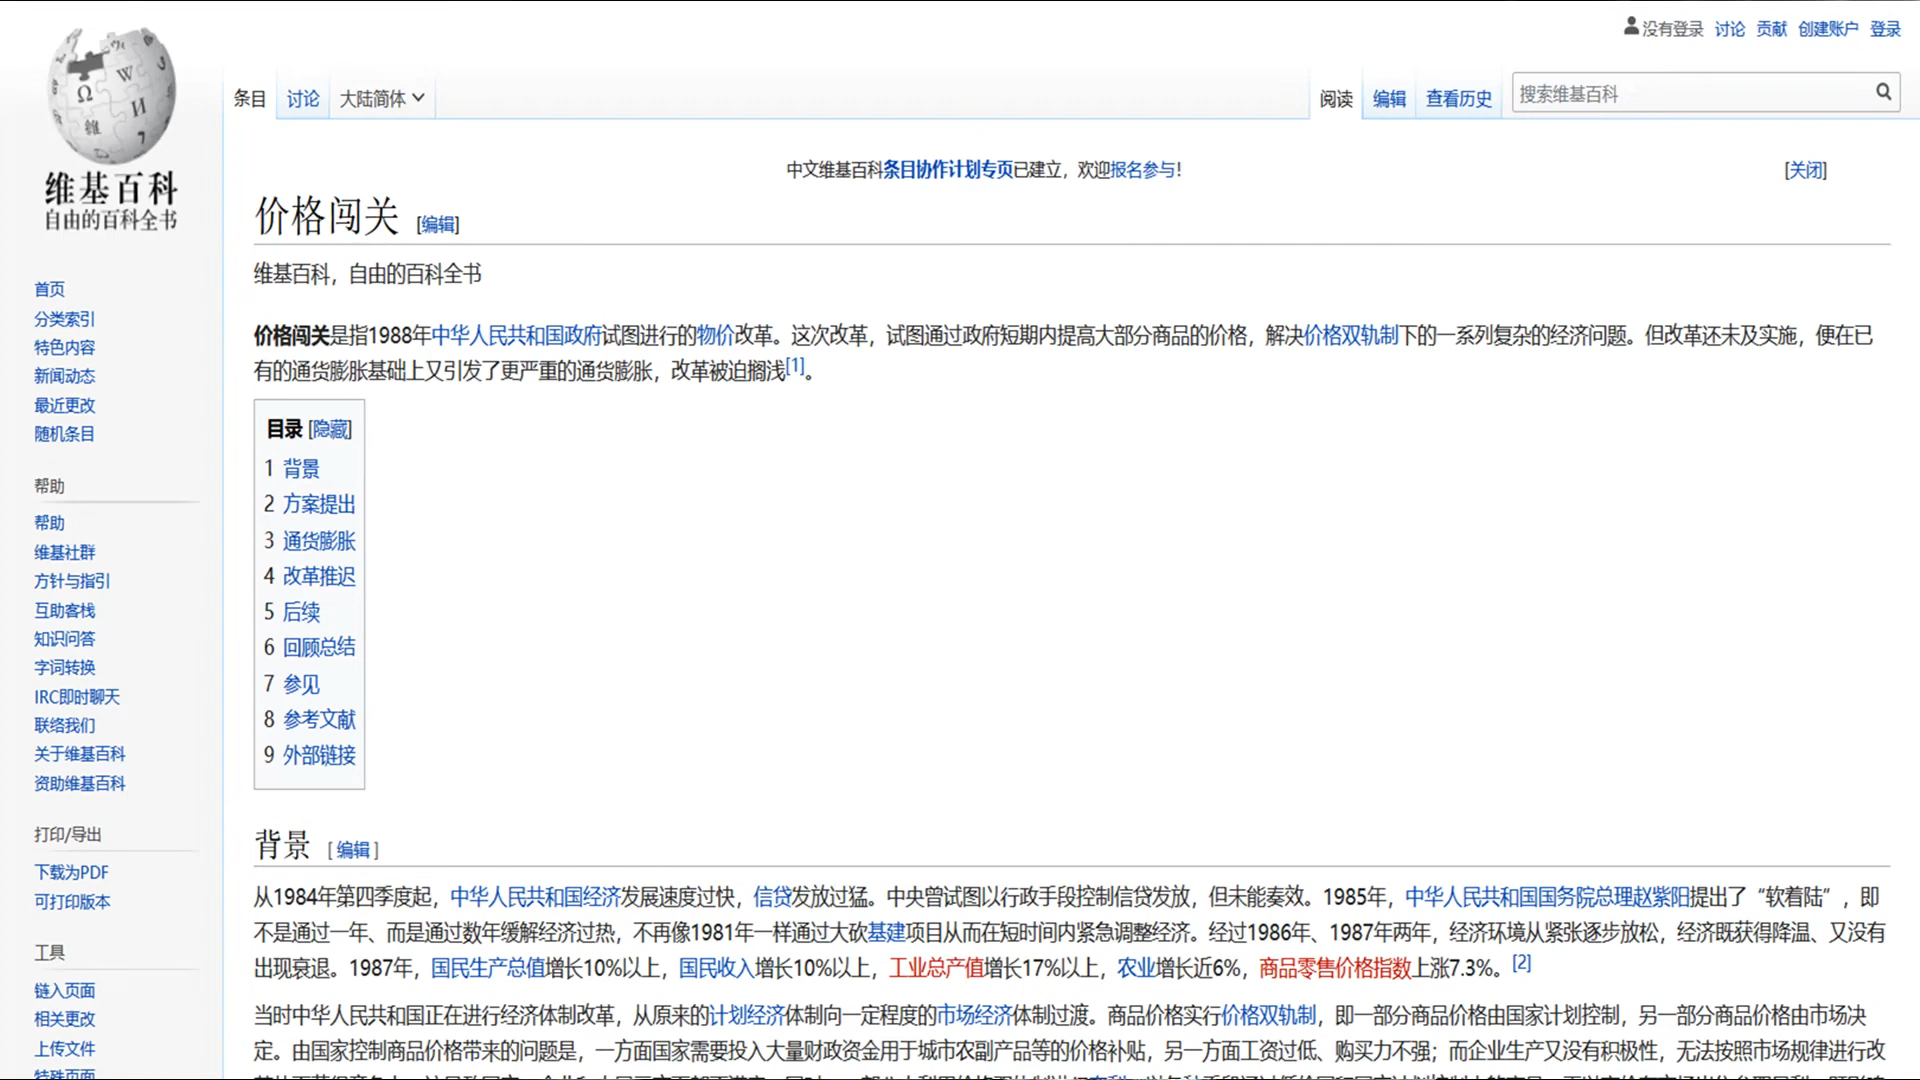 没有登录 讨论 贡献 创建账户 登录
条目 讨论 大陆简体 阅读 编辑 查看历史 搜索维基百科
维基百科
自由的百科全书
首页
分类索引
特色内容
新闻动态
最近更改
随机条目
帮助
帮助
维基社群
方针与指引
互助客栈
知识问答
字词转换
IRC即时聊天
联络我们
关于维基百科
资助维基百科
打印/导出
下载为PDF
可打印版本
工具
链入页面
相关更改
上传文件
特殊页面
中文维基百科条目协作计划专页已建立，欢迎报名参与！ [关闭]
价格闯关 [编辑]
维基百科，自由的百科全书
价格闯关是指1988年中华人民共和国政府试图进行的物价改革。这次改革，试图通过政府短期内提高大部分商品的价格，解决价格双轨制下的一系列复杂的经济问题。但改革还未及实施，便在已
有的通货膨胀基础上又引发了更严重的通货膨胀，改革被迫搁浅[1]。
目录 [隐藏]
1 背景
2 方案提出
3 通货膨胀
4 改革推迟
5 后续
6 回顾总结
7 参见
8 参考文献
9 外部链接
背景 [编辑]
从1984年第四季度起，中华人民共和国经济发展速度过快，信贷发放过猛。中央曾试图以行政手段控制信贷发放，但未能奏效。1985年，中华人民共和国国务院总理赵紫阳提出了“软着陆”，即
不是通过一年、而是通过数年缓解经济过热，不再像1981年一样通过大砍基建项目从而在短时间内紧急调整经济。经过1986年、1987年两年，经济环境从紧张逐步放松，经济既获得降温、又没有
出现衰退。1987年，国民生产总值增长10%以上，国民收入增长10%以上，工业总产值增长17%以上，农业增长近6%，商品零售价格指数上涨7.3%。[2]
当时中华人民共和国正在进行经济体制改革，从原来的计划经济体制向一定程度的市场经济体制过渡。商品价格实行价格双轨制，即一部分商品价格由国家计划控制，另一部分商品价格由市场决
定。由国家控制商品价格带来的问题是，一方面国家需要投入大量财政资金用于城市农副产品等的价格补贴，另一方面工资过低、购买力不强；而企业生产又没有积极性，无法按照市场规律进行改